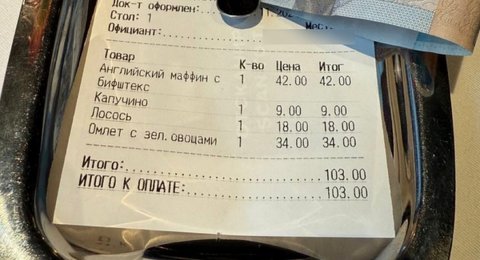 Док-т оформлен:
Стол: 1
Официант: Мест
Товар К-во Цена Итог
Английский маффин с 1 42.00 42.00
Бифштекс
Капучино 1 9.00 9.00
Лосось 1 18.00 18.00
Омлет с зел.овощами 1 34.00 34.00
Итого: 103.00
ИТОГО К ОПЛАТЕ: 103.00